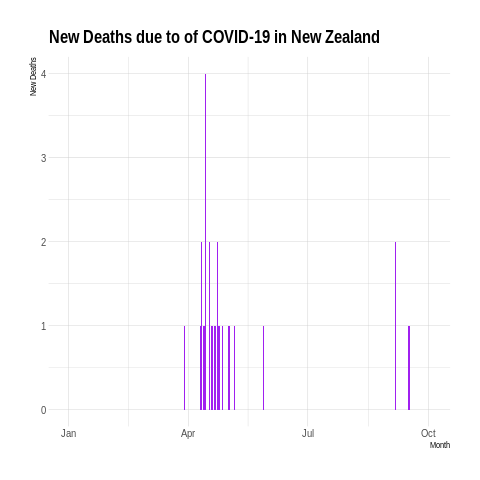 New Deaths due to of COVID-19 in New Zealand
New Deaths
4
3
2
1
0
Jan Apr Jul Oct
Month